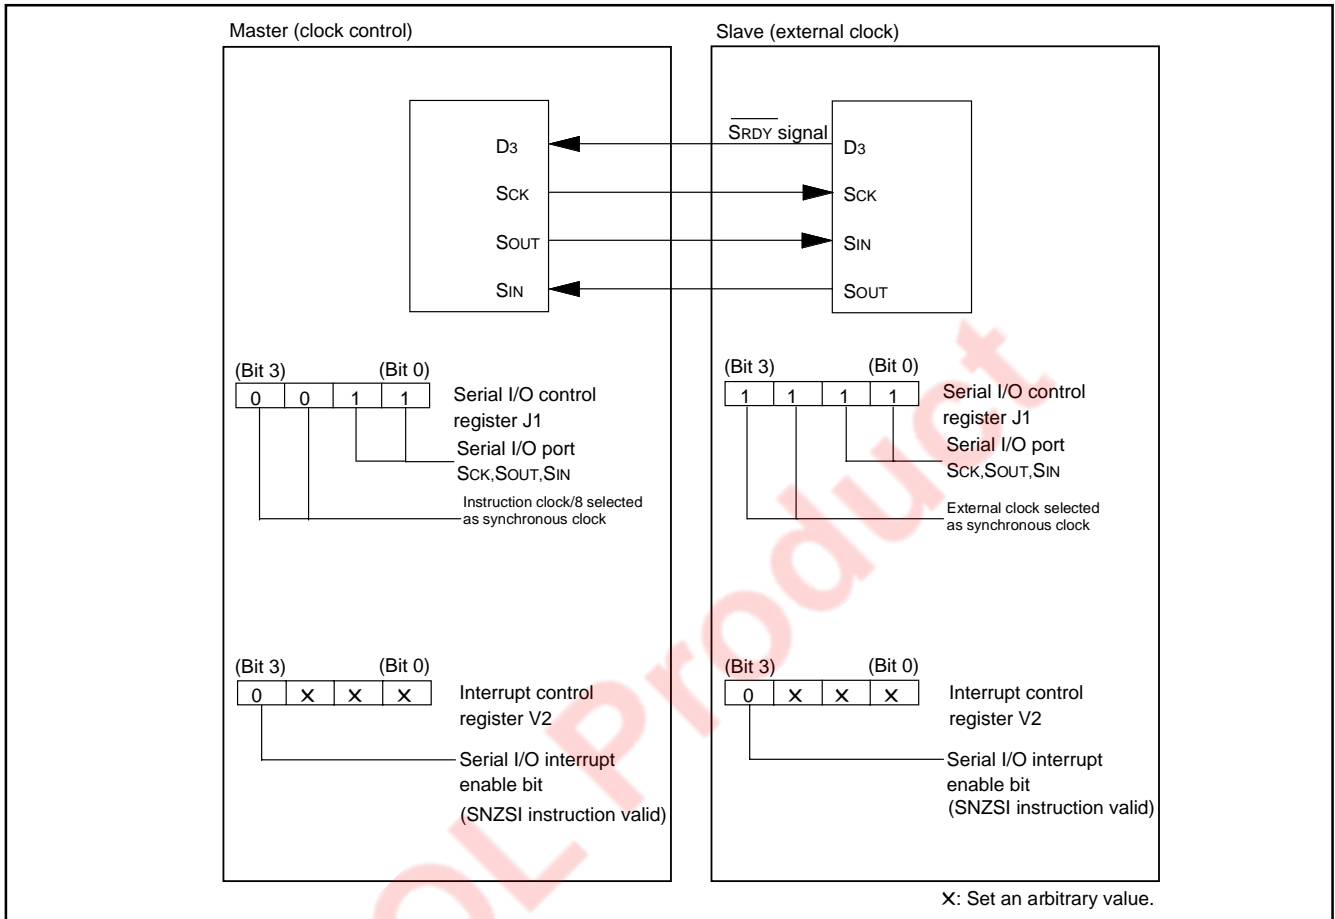 Master (clock control)
Slave (external clock)
SRDY signal
D3
D3
SCK
SCK
SOUT
SIN
SIN
SOUT
(Bit 3) (Bit 0)
0 0 1 1
Serial I/O control
register J1
Serial I/O port
SCK,SOUT,SIN
Instruction clock/8 selected
as synchronous clock
(Bit 3) (Bit 0)
1 1 1 1
Serial I/O control
register J1
Serial I/O port
SCK,SOUT,SIN
External clock selected
as synchronous clock
(Bit 3) (Bit 0)
0 × × ×
Interrupt control
register V2
Serial I/O interrupt
enable bit
(SNZSI instruction valid)
(Bit 3) (Bit 0)
0 × × ×
Interrupt control
register V2
Serial I/O interrupt
enable bit
(SNZSI instruction valid)
×: Set an arbitrary value.
OL Product